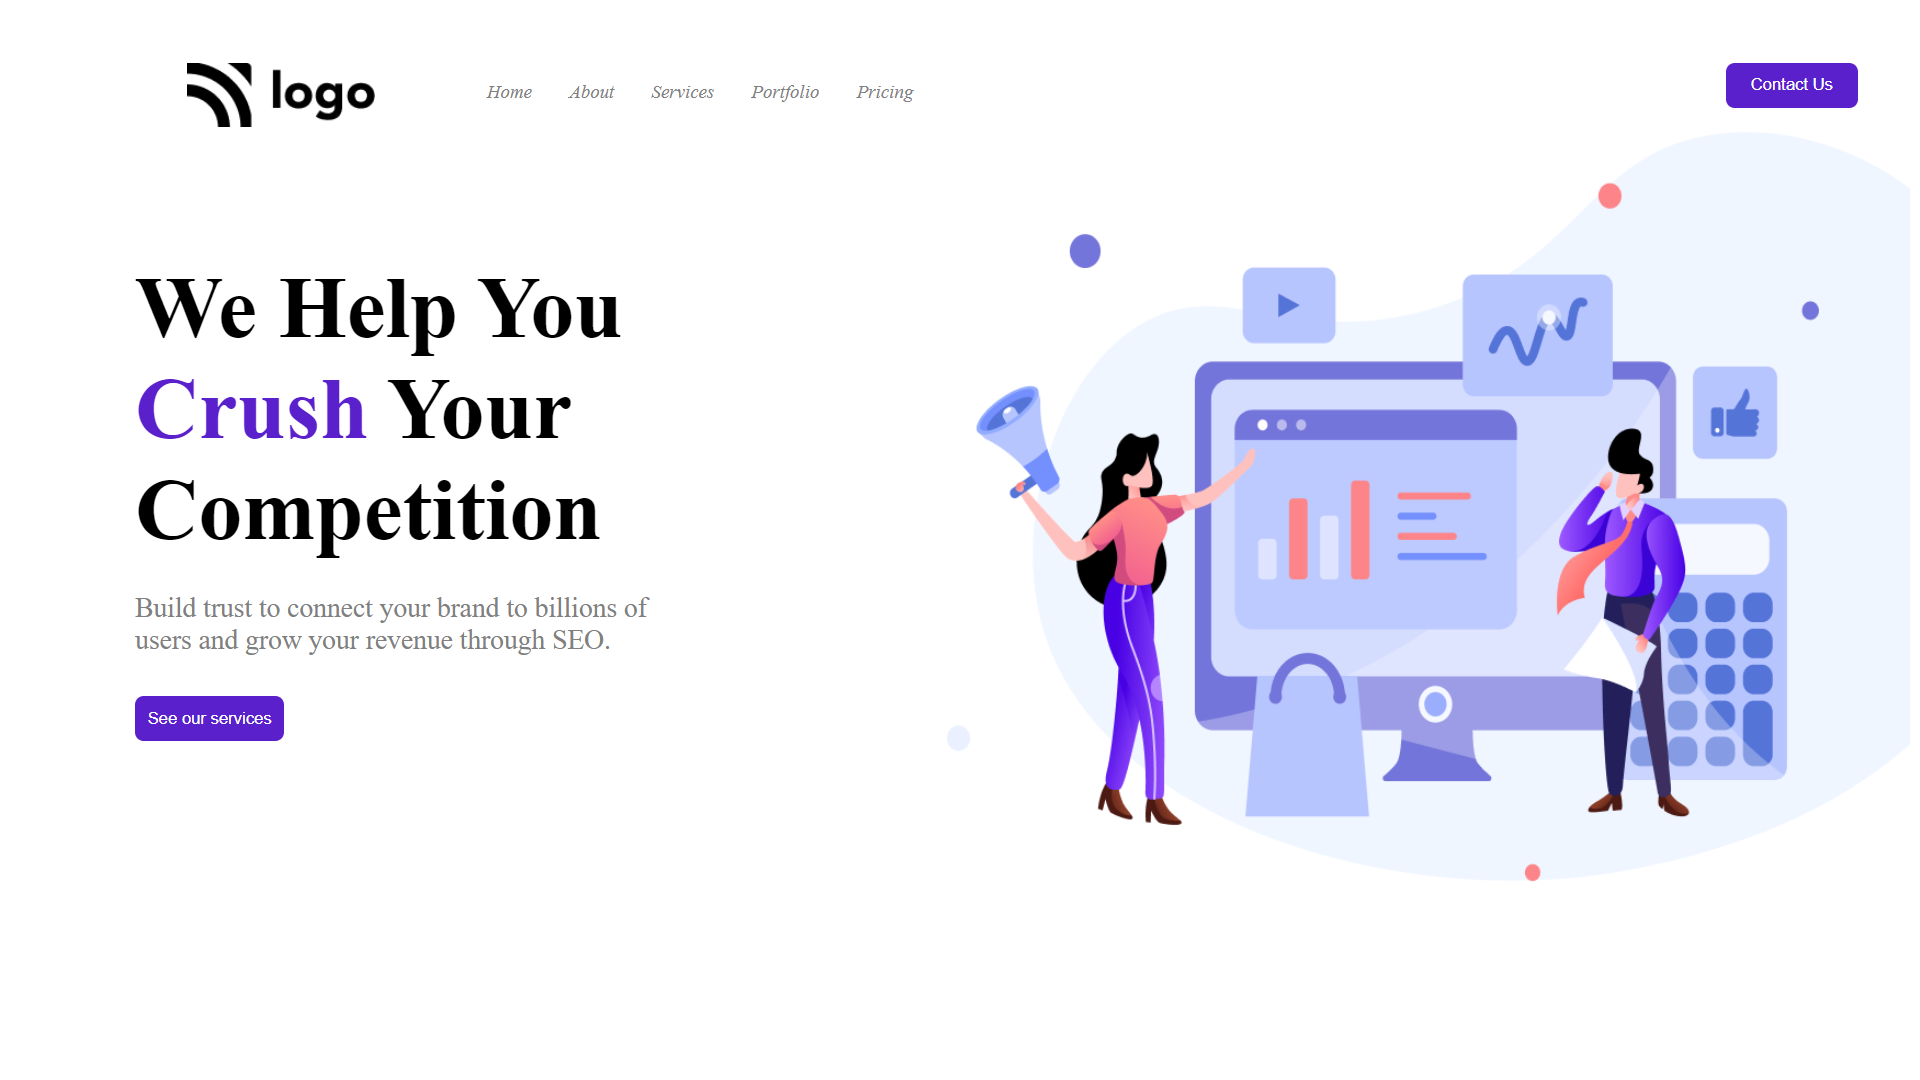 logo
Home About Services Portfolio Pricing
Contact Us
We Help You
Crush Your
Competition
Build trust to connect your brand to billions of
users and grow your revenue through SEO.
See our services